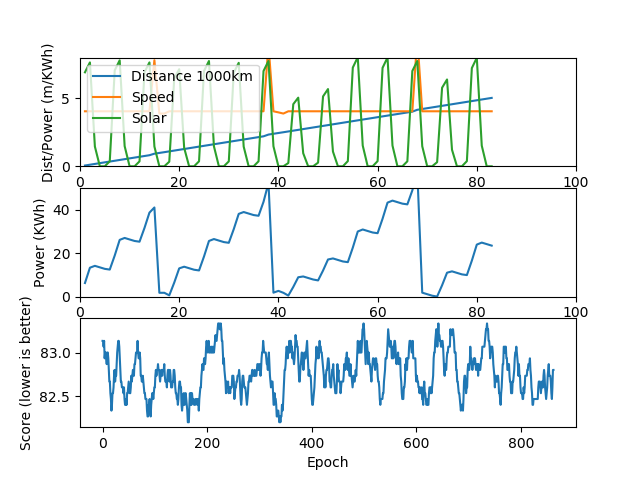 Dist/Power (m/KWh)
5
0
Distance 1000km
Speed
Solar
0 20 40 60 80 100
Power (KWh)
40
20
0
0 20 40 60 80 100
Score (lower is better)
83.0
82.5
0 200 400 600 800
Epoch